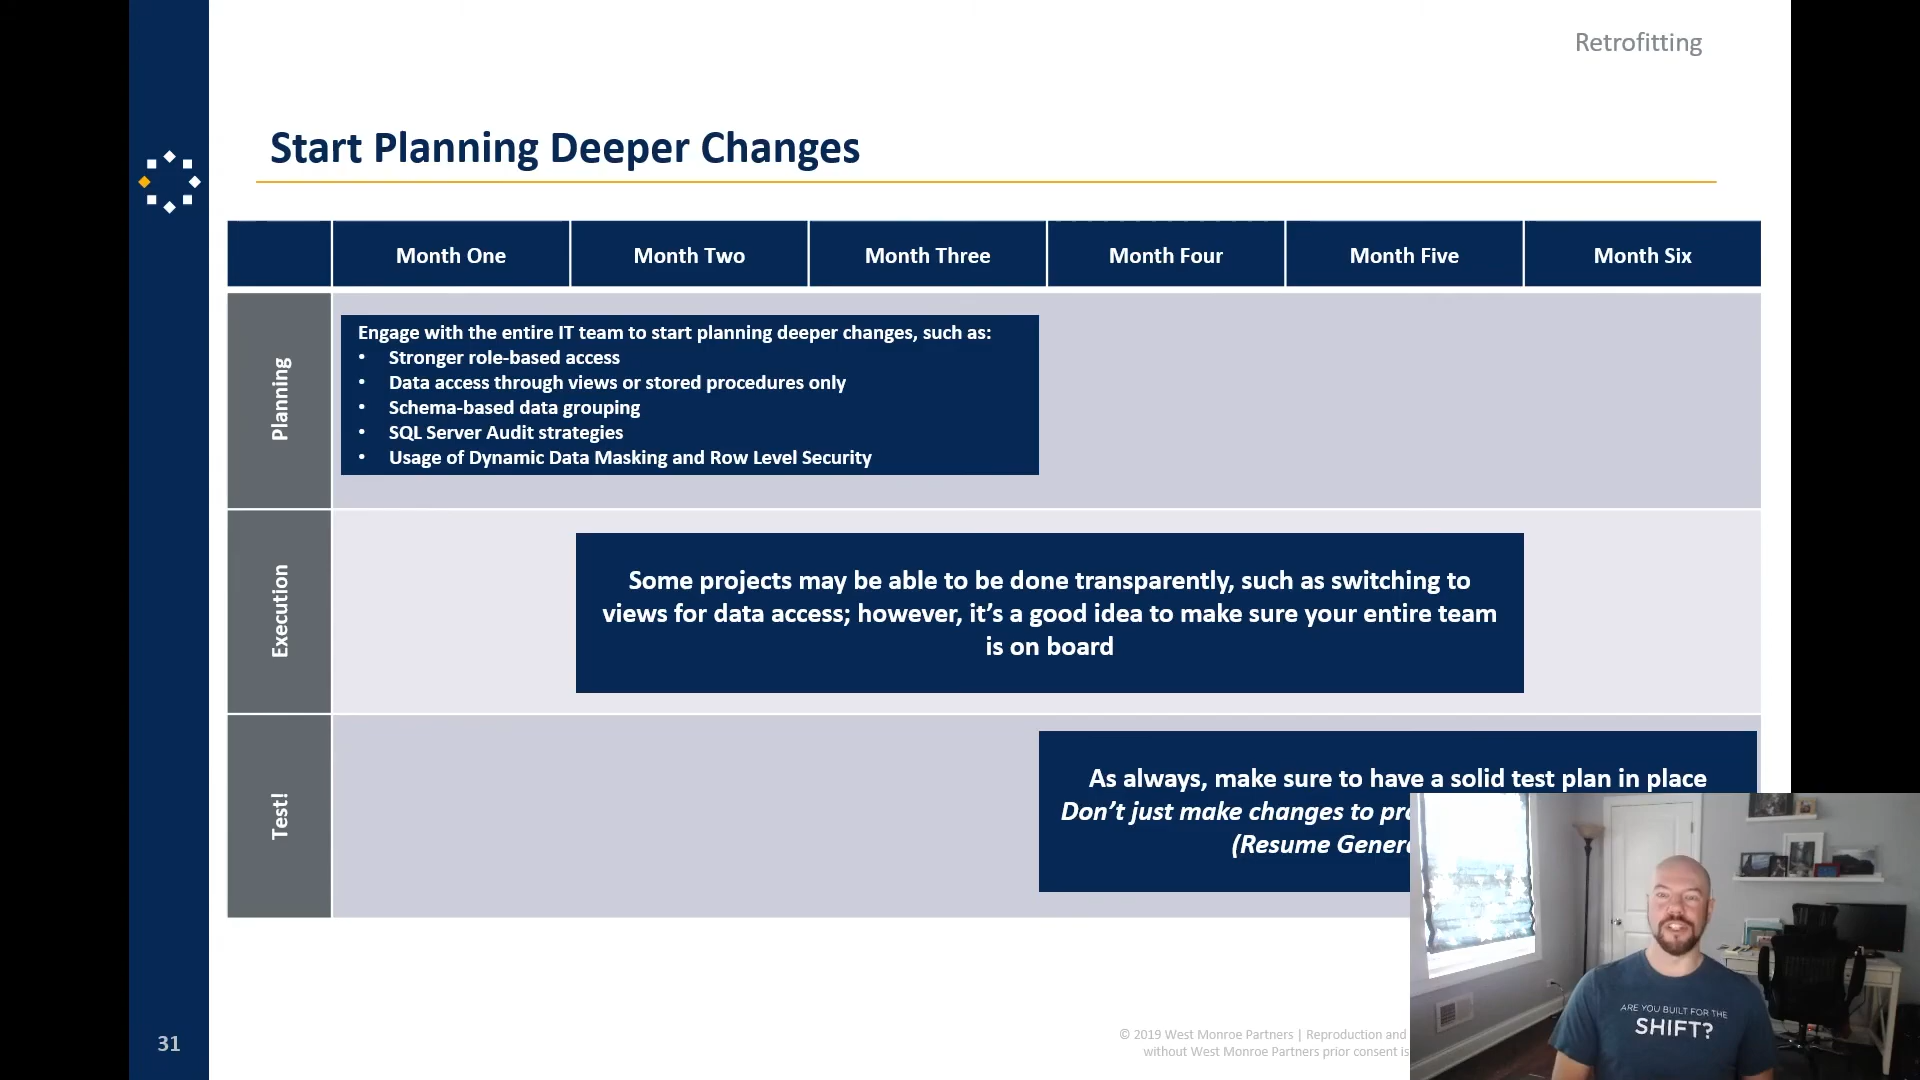 Retrofitting
Start Planning Deeper Changes
Month One
Month Two
Month Three
Month Four
Month Five
Month Six
Planning
Engage with the entire IT team to start planning deeper changes, such as:
• Stronger role-based access
• Data access through views or stored procedures only
• Schema-based data grouping
• SQL Server Audit strategies
• Usage of Dynamic Data Masking and Row Level Security
Execution
Some projects may be able to be done transparently, such as switching to
views for data access; however, it's a good idea to make sure your entire team
is on board
Test!
As always, make sure to have a solid test plan in place
Don't just make changes to
(Resume
ARE YOU BUILT FOR THE
SHIFT?
© 2019 West Monroe Partners | Reproduction and
without West Monroe Partners prior consent is
31